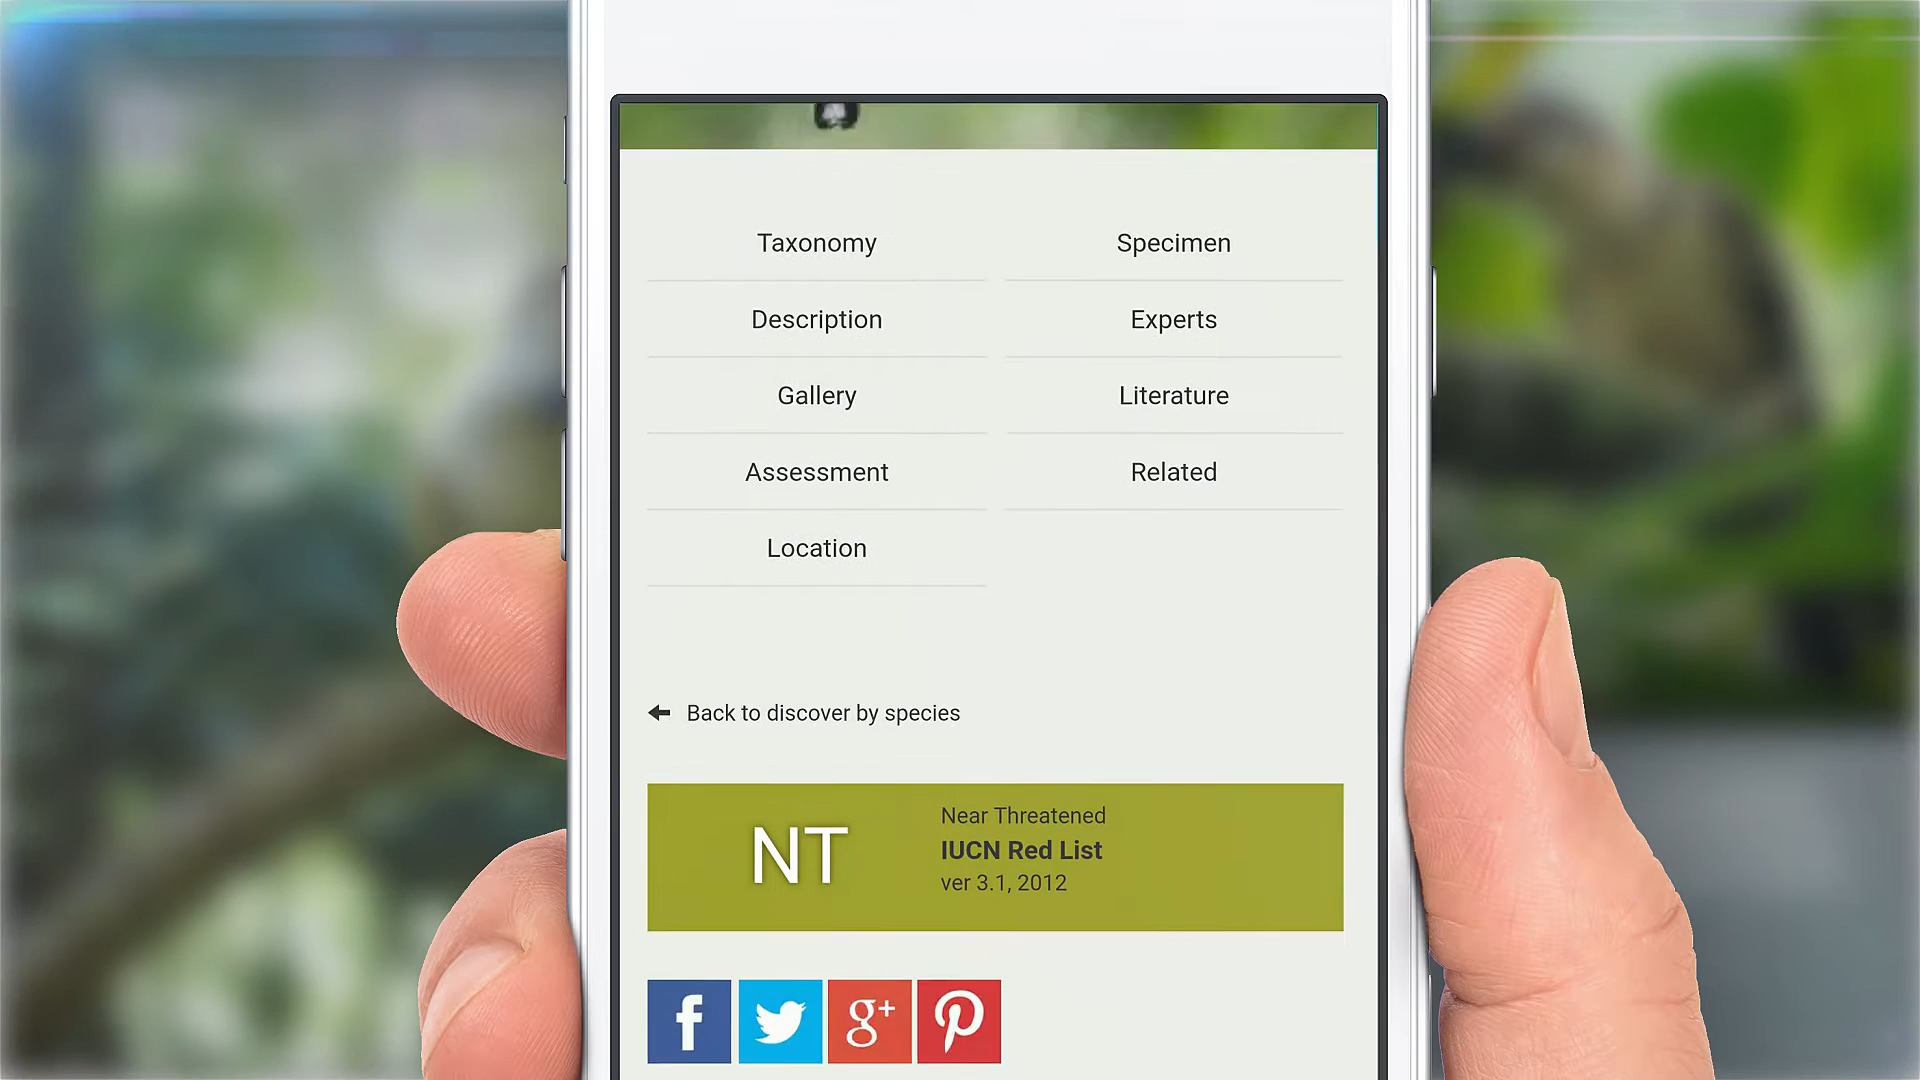 Taxonomy
Specimen
Description
Experts
Gallery
Literature
Assessment
Related
Location
Back to discover by species
NT
Near Threatened
IUCN Red List
ver 3.1, 2012
f
g+